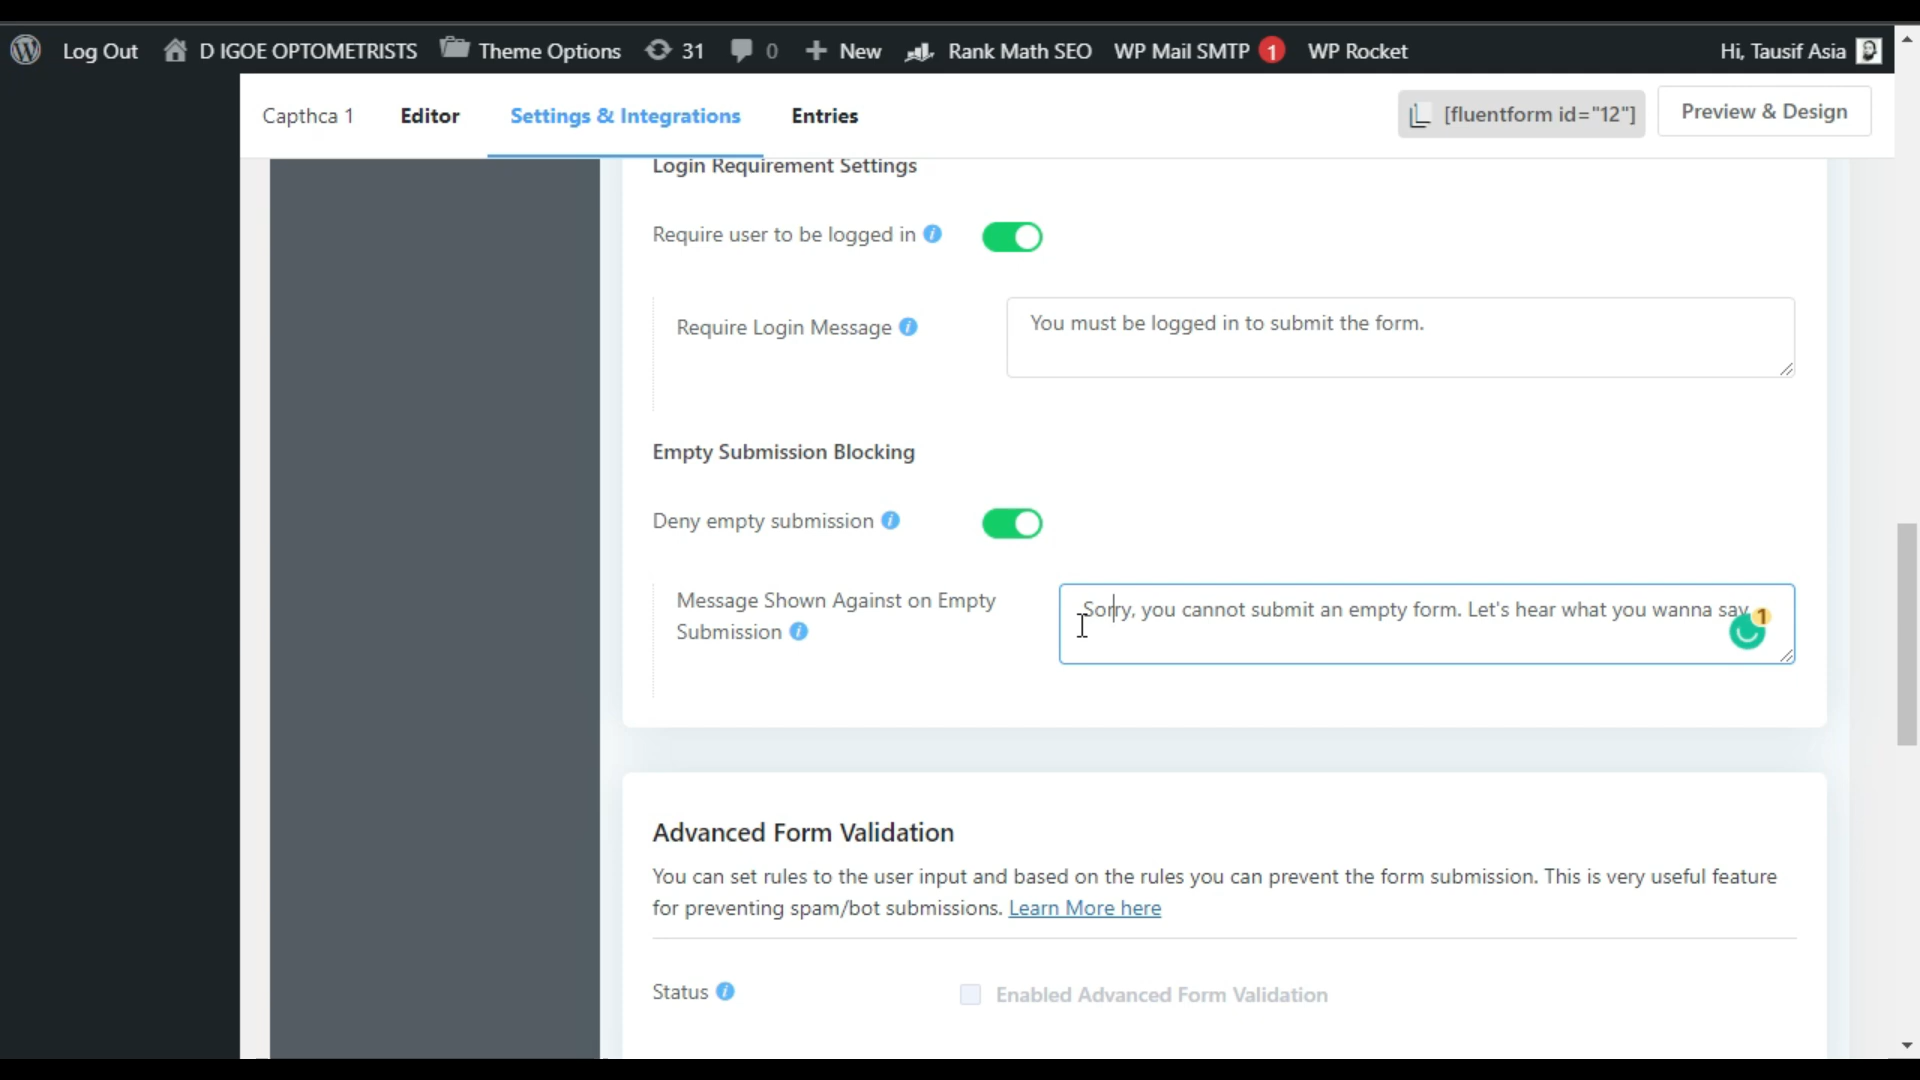 Log Out D IGOE OPTOMETRISTS Theme Options 31 0 New Rank Math SEO WP Mail SMTP 1 WP Rocket Hi, Tausif Asia
Capthca 1 Editor Settings & Integrations Entries [fluentform id="12"] Preview & Design
Login Requirement Settings
Require user to be logged in
Require Login Message
You must be logged in to submit the form.
Empty Submission Blocking
Deny empty submission
Message Shown Against on Empty
Submission
Sorry, you cannot submit an empty form. Let's hear what you wanna say
1
Advanced Form Validation
You can set rules to the user input and based on the rules you can prevent the form submission. This is very useful feature
for preventing spam/bot submissions. Learn More here
Status
Enabled Advanced Form Validation